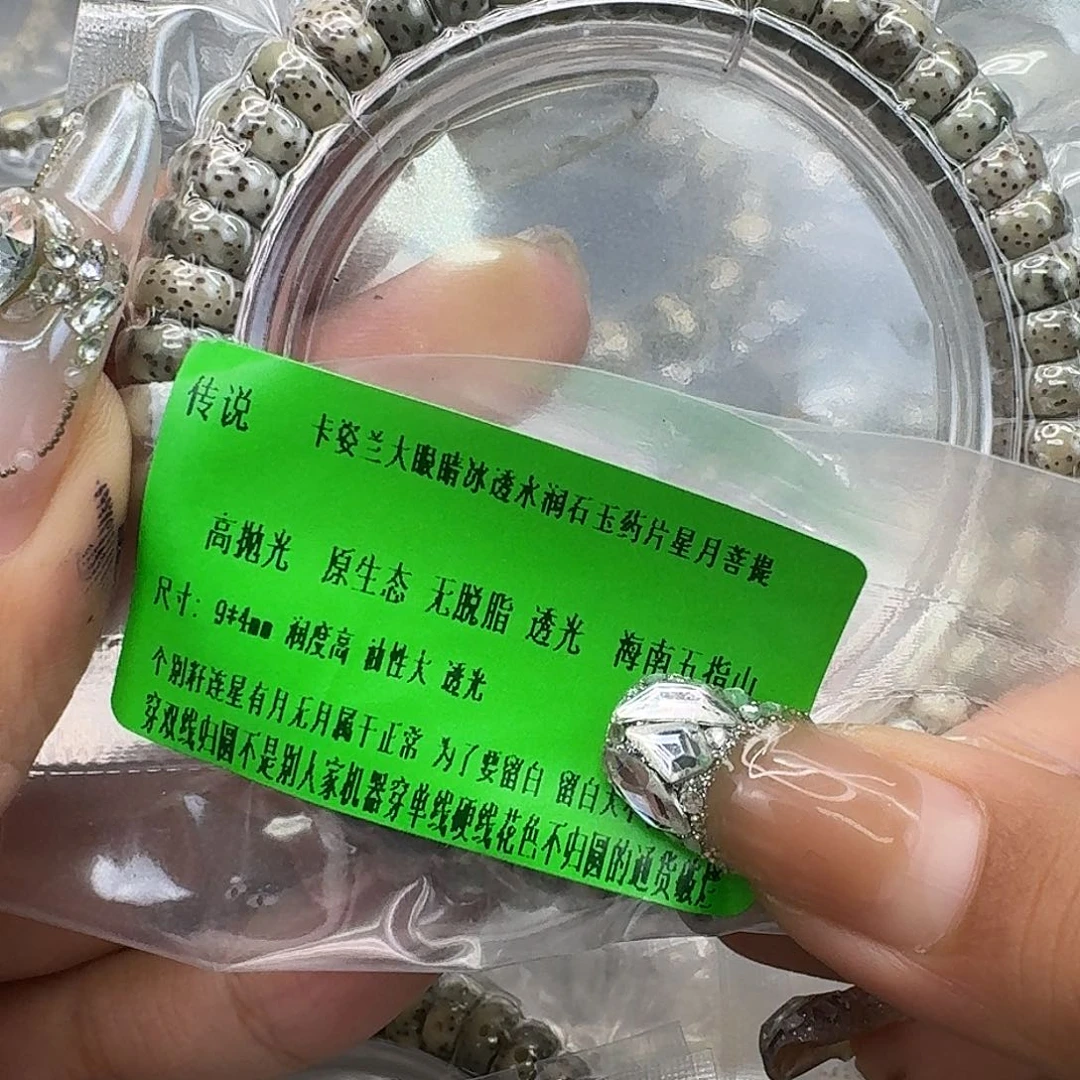 传说 卡姿兰大眼睛冰透水润石玉药片星月菩提
高抛光 原生态 无脱脂 透光 海南五指山
尺寸: 9*4mm 润度高 油性大 透光
个别籽连星有月无月属于正常 为了要留白 留白
穿双线归圆不是别人家机器穿单线硬线花色不归圆的通货